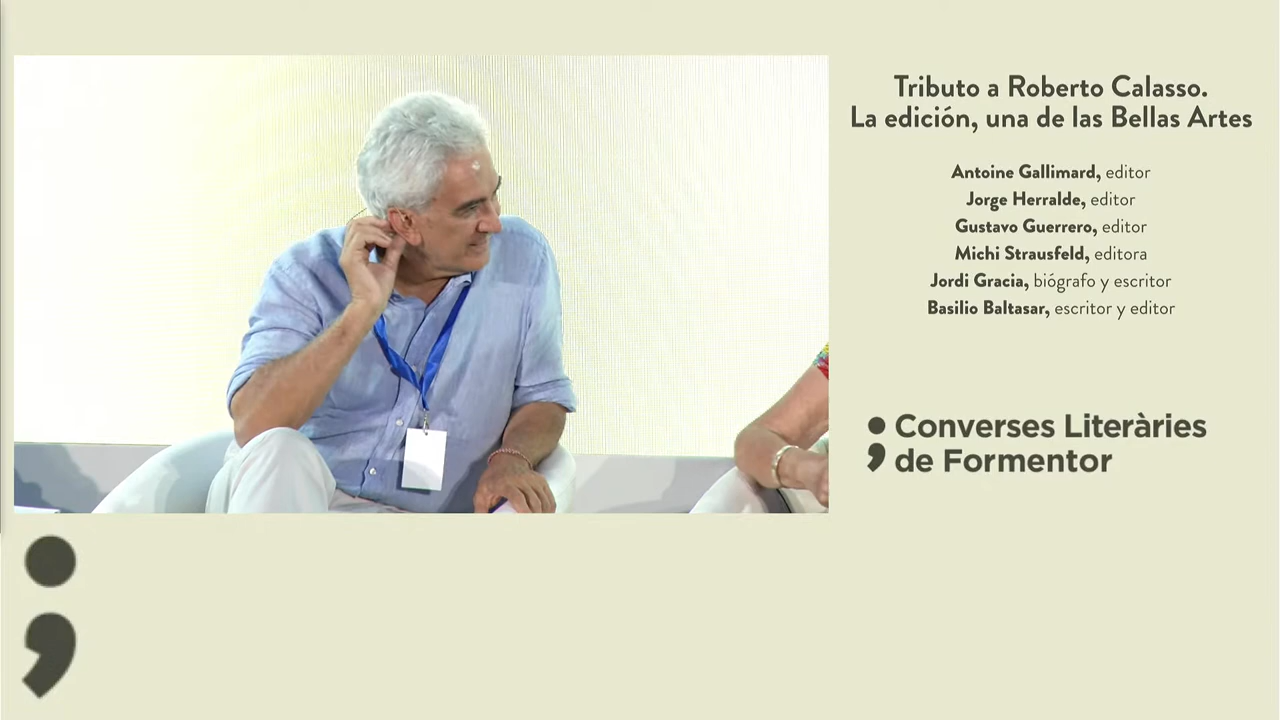 Tributo a Roberto Calasso.
La edición, una de las Bellas Artes
Antoine Gallimard, editor
Jorge Herralde, editor
Gustavo Guerrero, editor
Michi Strausfeld, editora
Jordi Gracia, biógrafo y escritor
Basilio Baltasar, escritor y editor
Converses Literàries
de Formentor